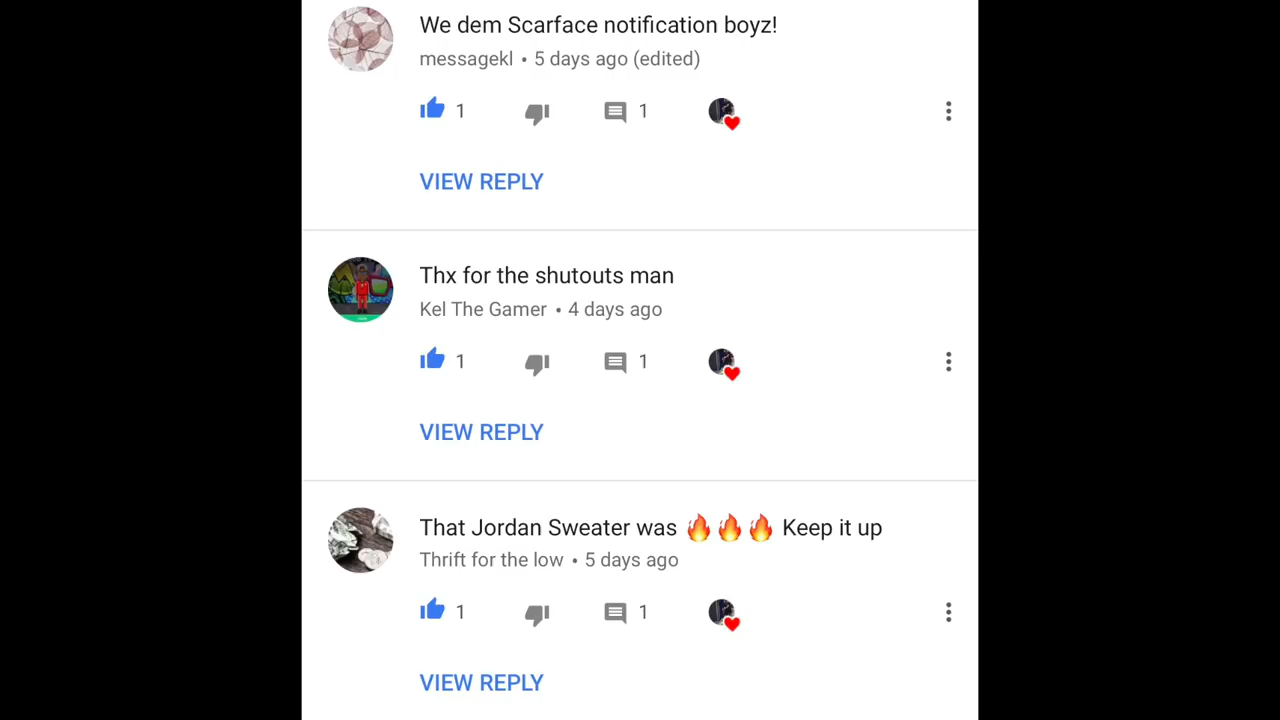 We dem Scarface notification boyz!
messagekl • 5 days ago (edited)
1 1
VIEW REPLY
Thx for the shutouts man
Kel The Gamer • 4 days ago
1 1
VIEW REPLY
That Jordan Sweater was 🔥🔥🔥 Keep it up
Thrift for the low • 5 days ago
1 1
VIEW REPLY